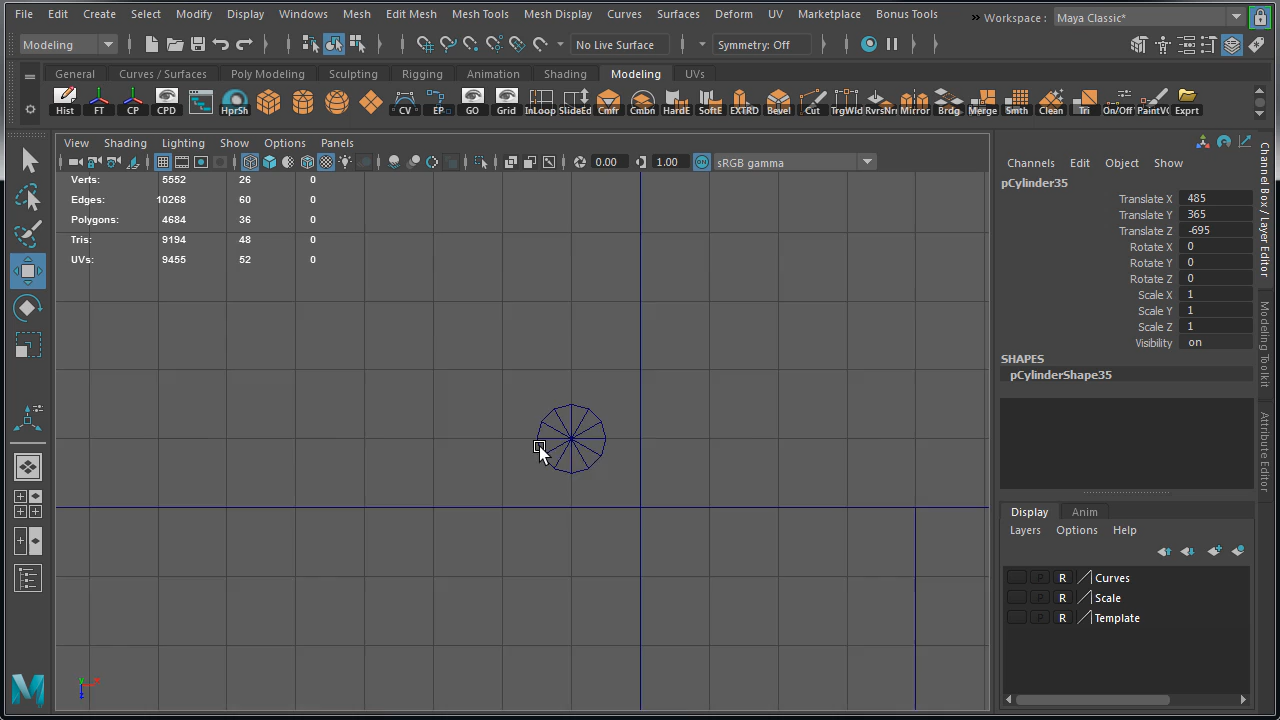 File Edit Create Select Modify Display Windows Mesh Edit Mesh Mesh Tools Mesh Display Curves Surfaces Deform UV Marketplace Bonus Tools » Workspace : Maya Classic*
Modeling No Live Surface Symmetry: Off
General Curves / Surfaces Poly Modeling Sculpting Rigging Animation Shading Modeling UVs
Hist FT CP CPD HprSh CV EP GO Grid InLoop SlideEd Cmfr Cmbn HardE SoftE EXTRD Bevel Cut RvrsNr TrgWld Brdg Mirror Merge Smth Clean Tri On/Off PaintV Exprt
View Shading Lighting Show Options Panels
0.00 1.00 ON sRGB gamma
Verts: 5552 26 0
Edges: 10268 60 0
Polygons: 4684 36 0
Tris: 9194 48 0
UVs: 9455 52 0
Channels Edit Object Show
pCylinder35
Translate X 485
Translate Y 365
Translate Z -695
Rotate X 0
Rotate Y 0
Rotate Z 0
Scale X 1
Scale Y 1
Scale Z 1
Visibility on
SHAPES
pCylinderShape35
Display Anim
Layers Options Help
R Curves
P R Scale
P R Template
Channel Box / Layer Editor
Modeling Toolkit
Attribute Editor